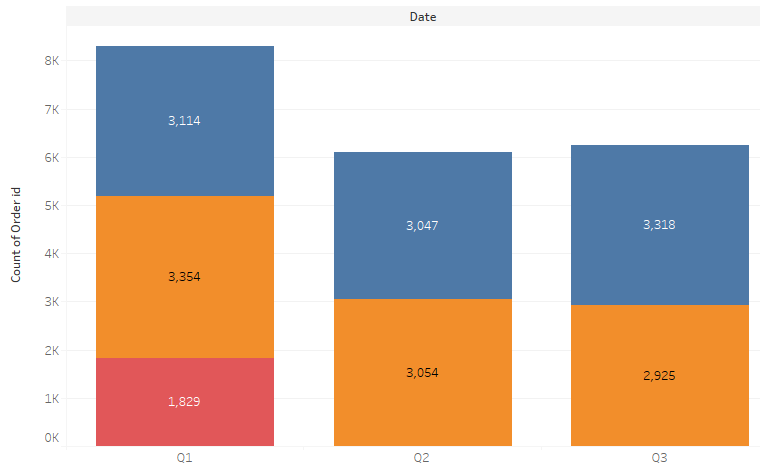 Date
Count of Order id
8K
7K
6K
5K
4K
3K
2K
1K
0K
3,114
3,354
1,829
3,047
3,054
3,318
2,925
Q1
Q2
Q3